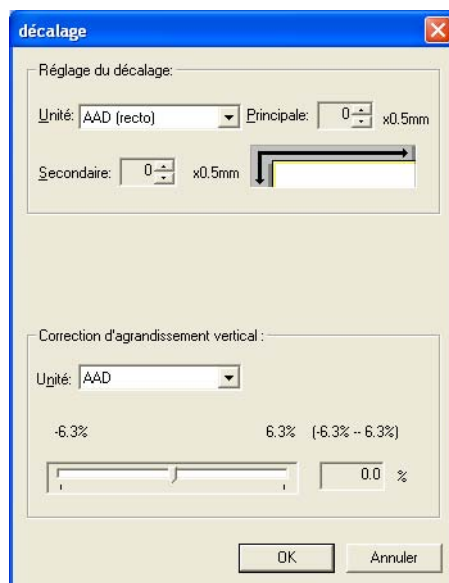 décalage
Réglage du décalage:
Unité: AAD (recto) Principale: 0 x0.5mm
Secondaire: 0 x0.5mm
Correction d'agrandissement vertical :
Unité: AAD
-6.3% 6.3% (-6.3% -- 6.3%)
0.0 %
OK Annuler